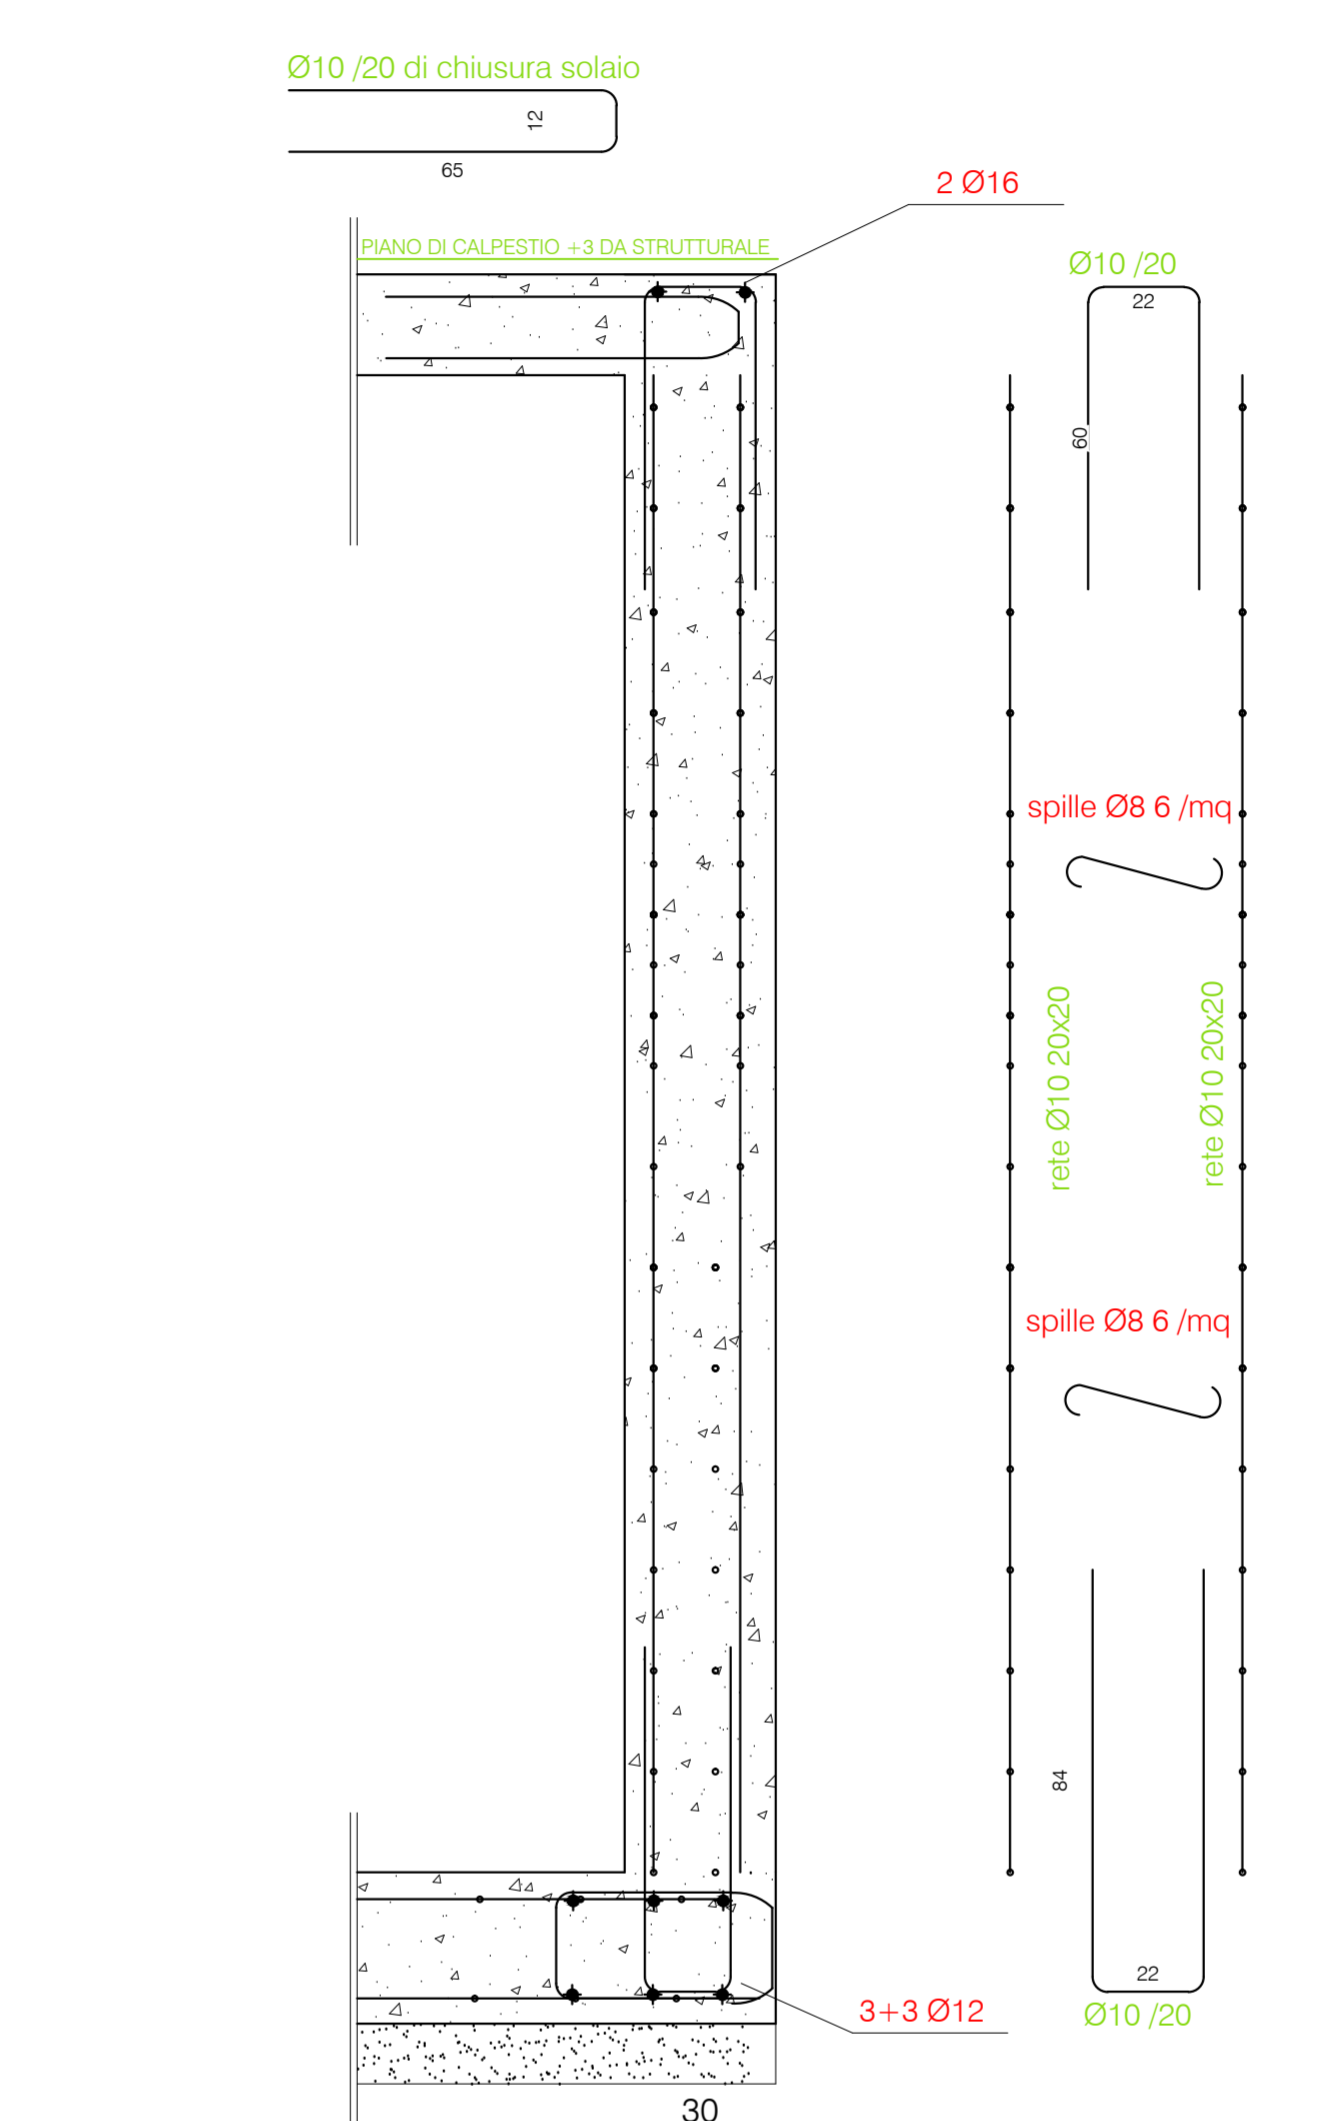 Ø10 /20 di chiusura solaio
12
65
2 Ø16
PIANO DI CALPESTIO +3 DA STRUTTURALE
Ø10 /20
22
60
spille Ø8 6 /mq
rete Ø10 20x20
rete Ø10 20x20
spille Ø8 6 /mq
84
22
3+3 Ø12
Ø10 /20
30